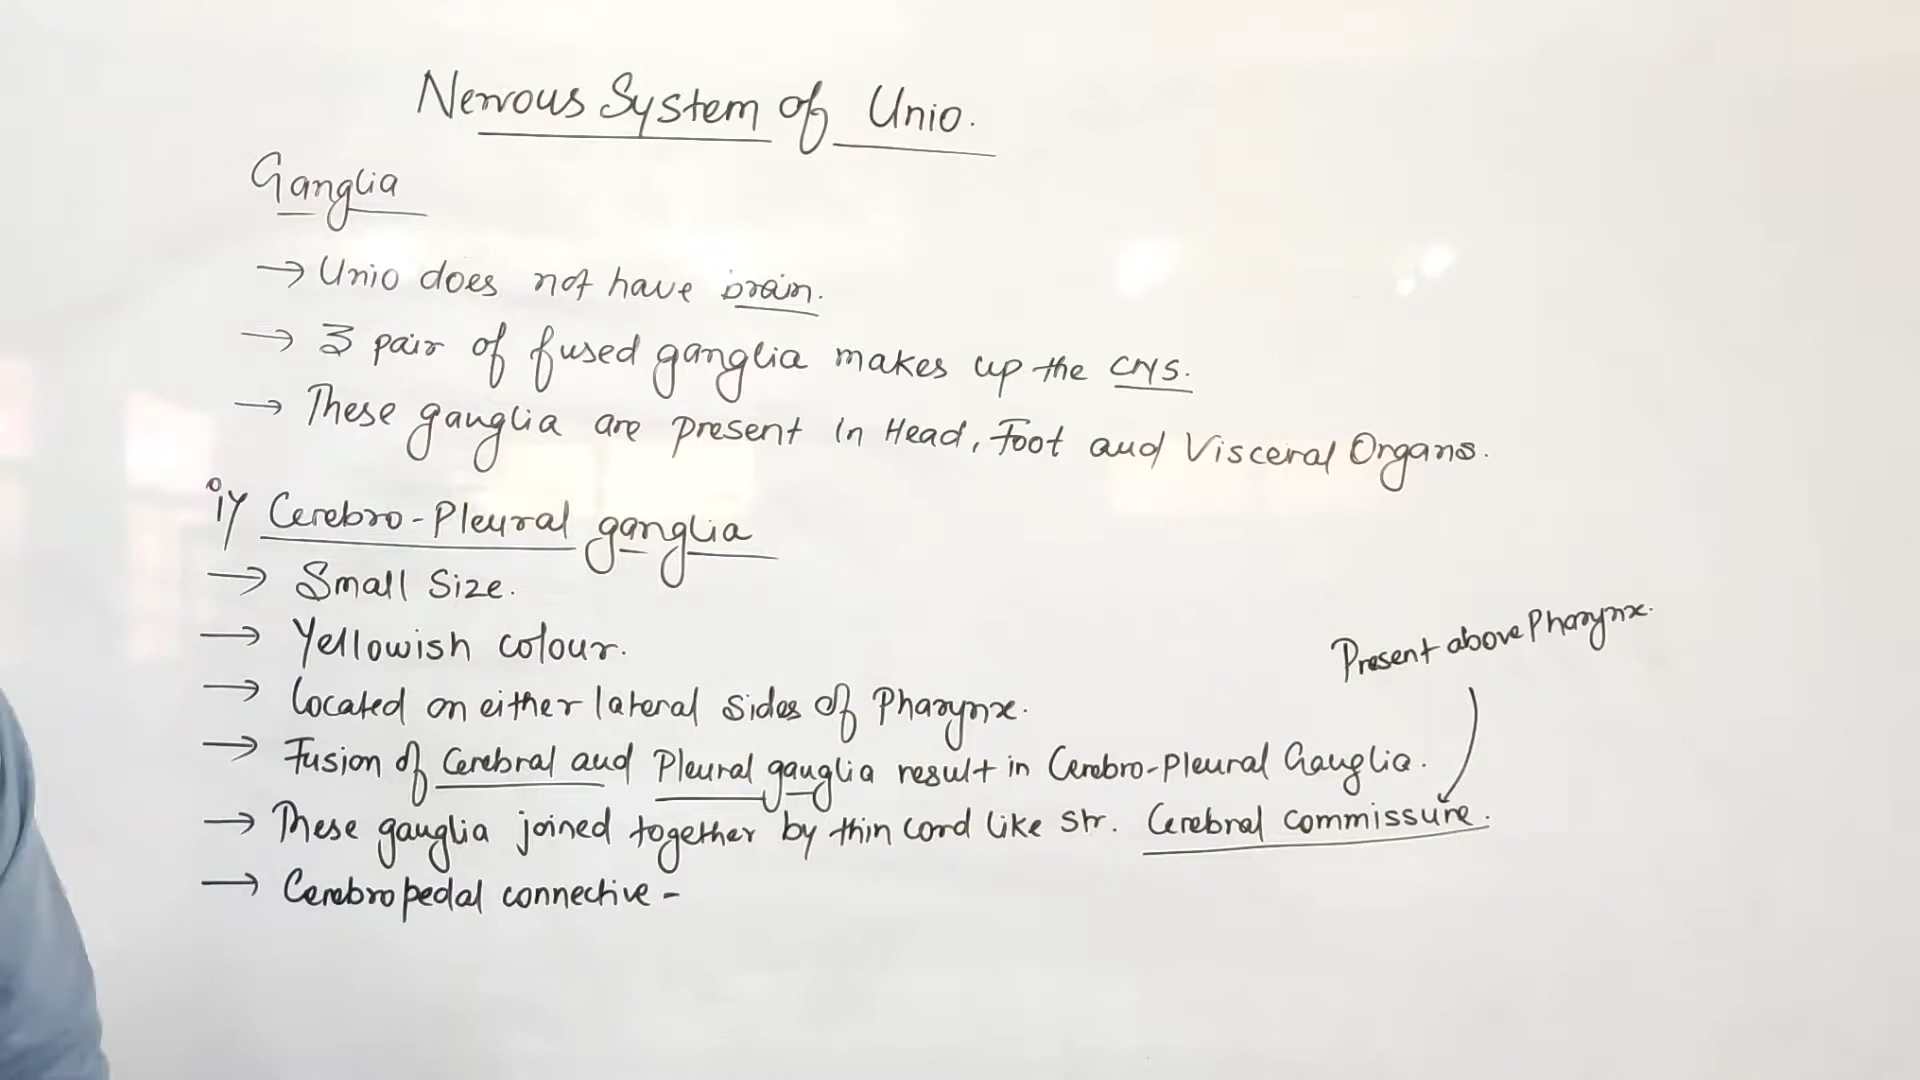 Nervous System of Unio.
Ganglia
→ Unio does not have brain.
→ 3 pair of fused ganglia makes up the CNS.
→ These ganglia are present in Head, Foot and Visceral Organs.
i) Cerebro-Pleural ganglia
→ Small Size.
→ Yellowish colour.
Present above Pharynx.
→ Located on either lateral sides of Pharynx.
→ Fusion of Cerebral and Pleural ganglia result in Cerebro-Pleural Ganglia.
→ These ganglia joined together by thin cord like str. Cerebral commissure.
→ Cerebropedal connective -